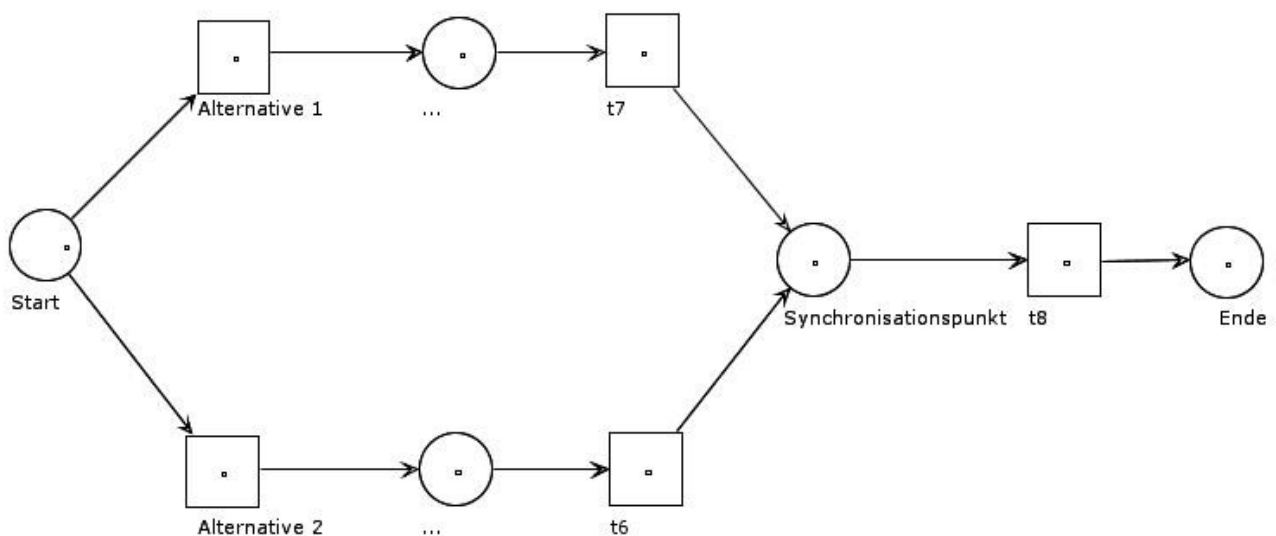 Alternative 1
...
t7
Start
Synchronisationspunkt
t8
Ende
Alternative 2
...
t6